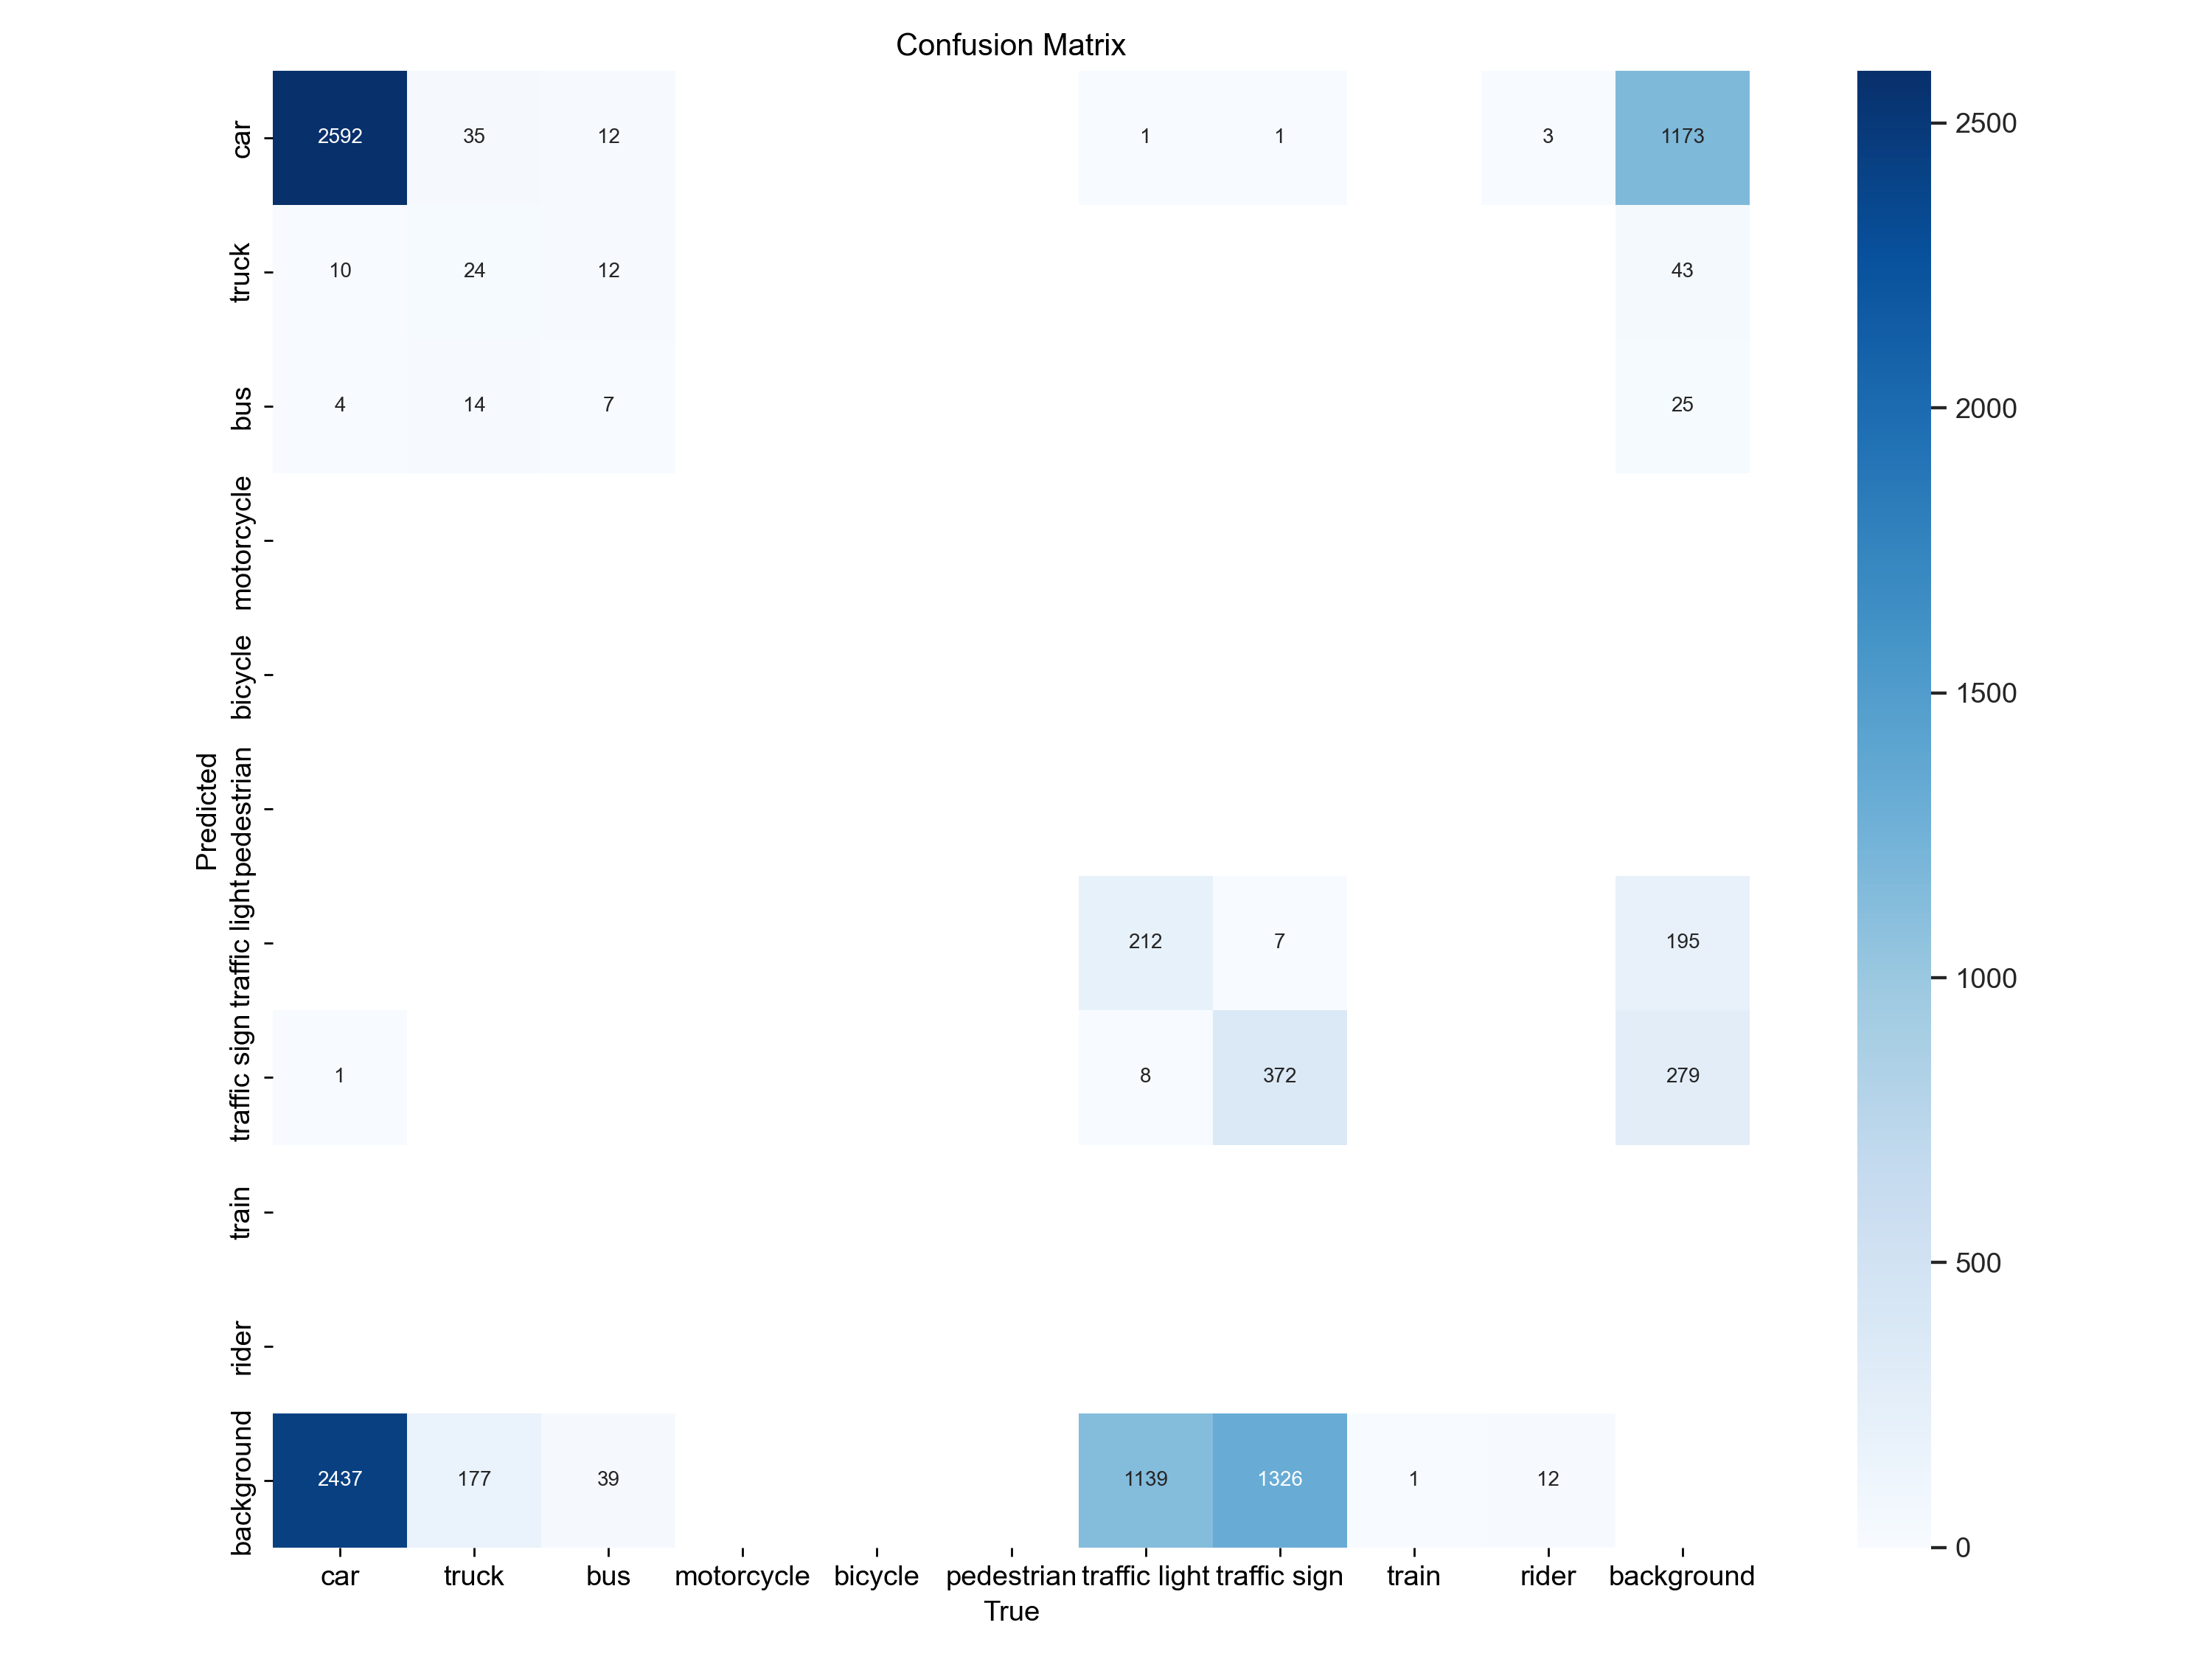 Confusion Matrix
car 2592 35 12 1 1 3 1173
truck 10 24 12 43
bus 4 14 7 25
motorcycle
bicycle
pedestrian
traffic light 212 7 195
traffic sign 1 8 372 279
train
rider
background 2437 177 39 1139 1326 1 12
Predicted
car truck bus motorcycle bicycle pedestrian traffic light traffic sign train rider background
True
2500
2000
1500
1000
500
0